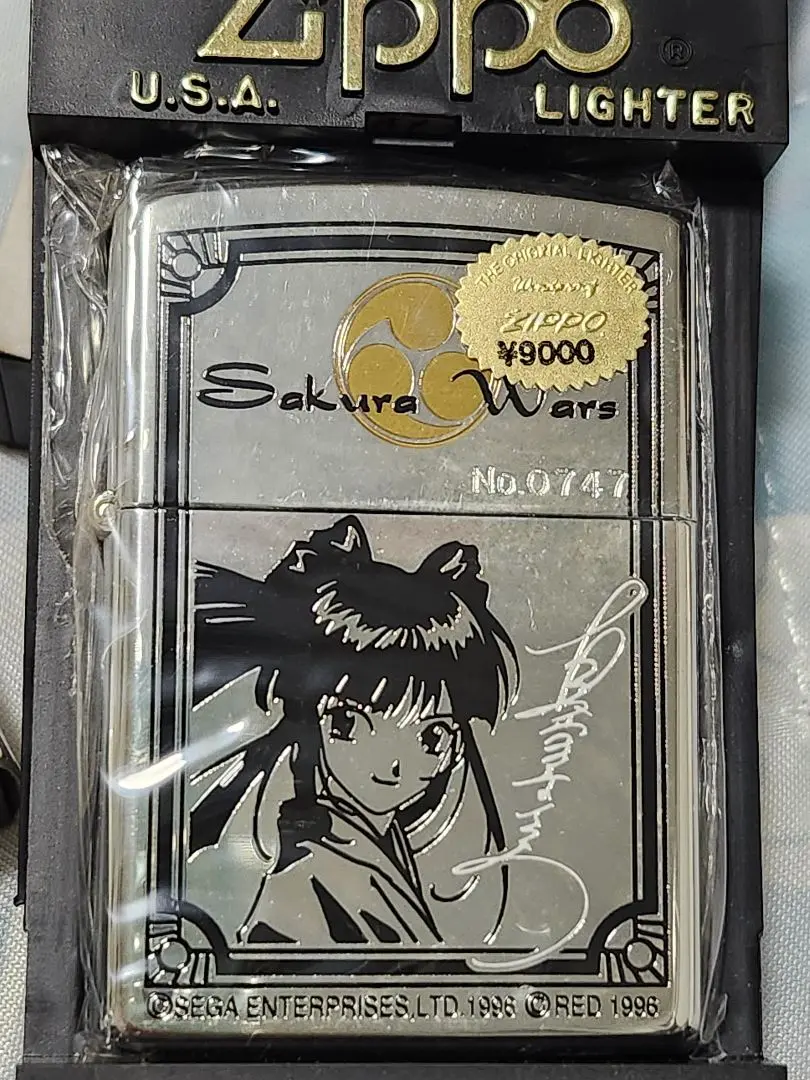 Zippo ®
U.S.A. LIGHTER
THE ORIGINAL LIGHTER
ZIPPO
¥9000
Sakura Wars
No.0747
©SEGA ENTERPRISES,LTD.1996 ©RED 1996